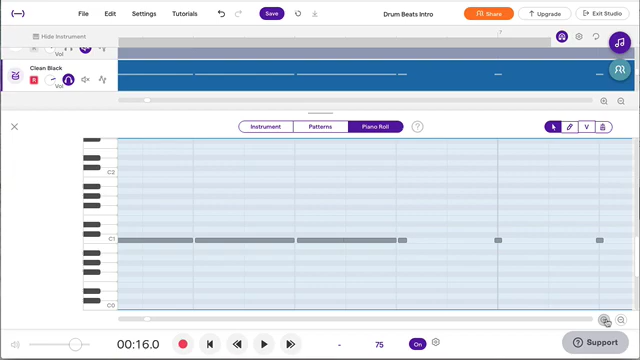 File Edit Settings Tutorials Save Drum Beats Intro Share Upgrade Exit Studio
Hide Instrument 7
Vol
Clean Black
R
Vol
Instrument Patterns Piano Roll ? V
C2
C1
C0
00:16.0 - 75 On ? Support